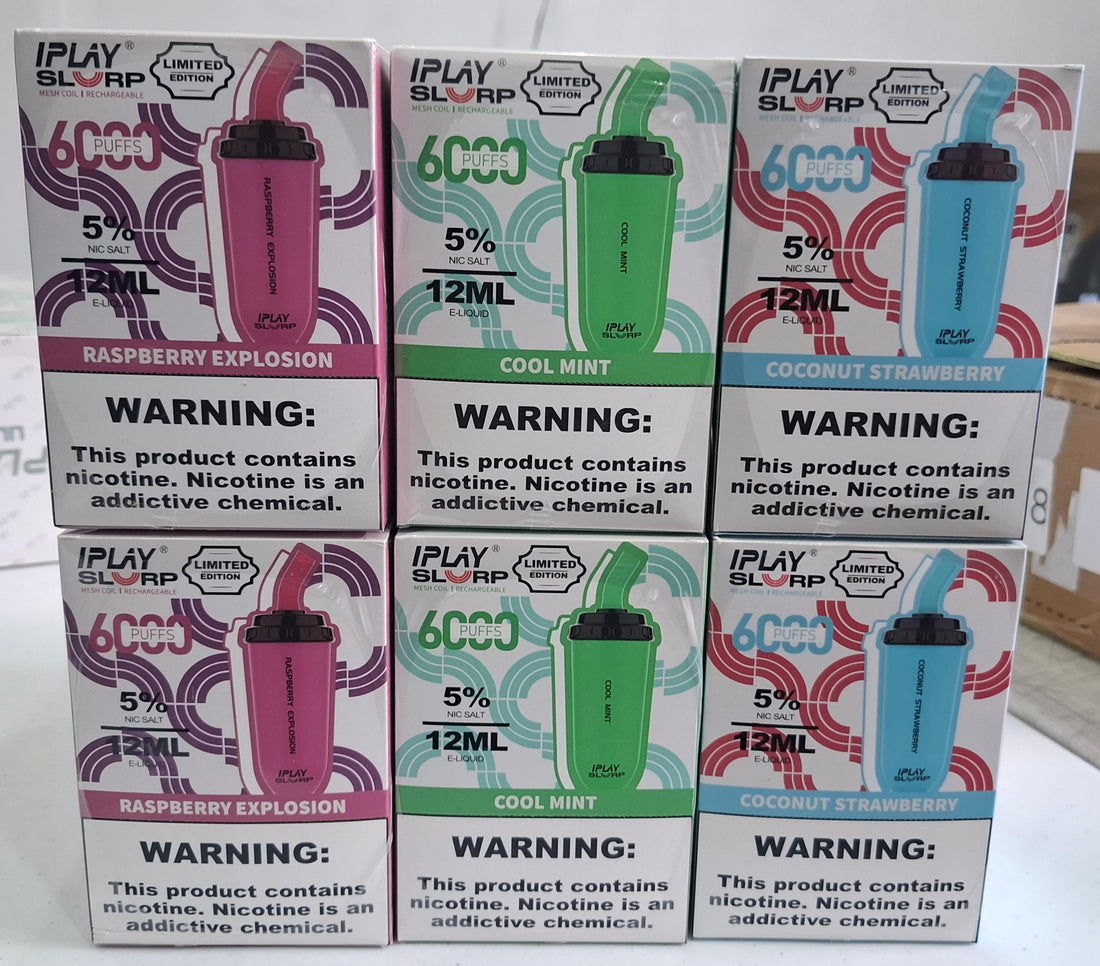 IPLAY®
SLURP
MESH COIL | RECHARGEABLE
LIMITED
EDITION
6000
PUFFS
5%
NIC SALT
12ML
E-LIQUID
RASPBERRY EXPLOSION
IPLAY
SLURP
RASPBERRY EXPLOSION
WARNING:
This product contains
nicotine. Nicotine is an
addictive chemical.
IPLAY®
SLURP
MESH COIL | RECHARGEABLE
LIMITED
EDITION
6000
PUFFS
5%
NIC SALT
12ML
E-LIQUID
COOL MINT
IPLAY
SLURP
COOL MINT
WARNING:
This product contains
nicotine. Nicotine is an
addictive chemical.
IPLAY®
SLURP
MESH COIL | RECHARGEABLE
LIMITED
EDITION
6000
PUFFS
5%
NIC SALT
12ML
E-LIQUID
COCONUT STRAWBERRY
IPLAY
SLURP
COCONUT STRAWBERRY
WARNING:
This product contains
nicotine. Nicotine is an
addictive chemical.
8
IPLAY®
SLURP
MESH COIL | RECHARGEABLE
LIMITED
EDITION
6000
PUFFS
5%
NIC SALT
12ML
E-LIQUID
RASPBERRY EXPLOSION
IPLAY
SLURP
RASPBERRY EXPLOSION
WARNING:
This product contains
nicotine. Nicotine is an
addictive chemical.
IPLAY®
SLURP
MESH COIL | RECHARGEABLE
LIMITED
EDITION
6000
PUFFS
5%
NIC SALT
12ML
E-LIQUID
COOL MINT
IPLAY
SLURP
COOL MINT
WARNING:
This product contains
nicotine. Nicotine is an
addictive chemical.
IPLAY®
SLURP
MESH COIL | RECHARGEABLE
LIMITED
EDITION
6000
PUFFS
5%
NIC SALT
12ML
E-LIQUID
COCONUT STRAWBERRY
IPLAY
SLURP
COCONUT STRAWBERRY
WARNING:
This product contains
nicotine. Nicotine is an
addictive chemical.